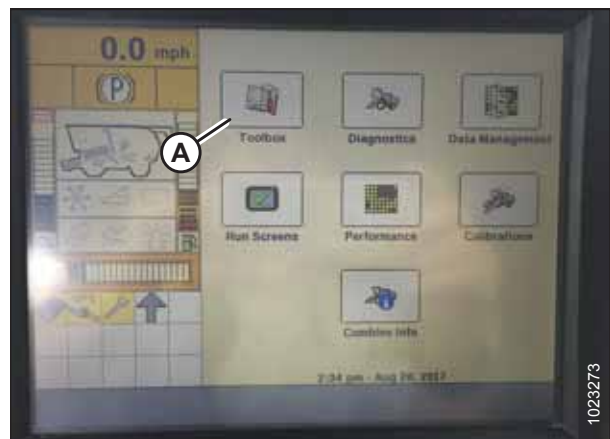 0.0 mph
(P)
A
Toolbox
Diagnostics
Data Management
Run Screens
Performance
Calibrations
Combine Info
2:34 pm - Aug 26, 2017
1023273